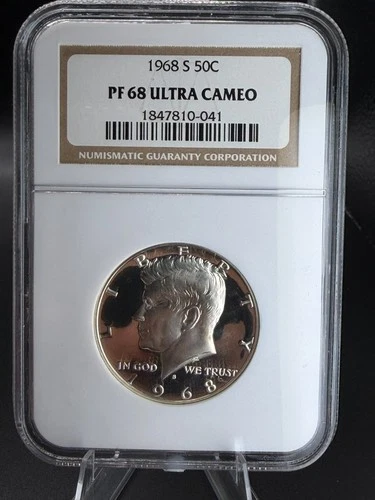 1968 S 50C
PF 68 ULTRA CAMEO
1847810-041
NUMISMATIC GUARANTY CORPORATION
LIBERTY
IN GOD WE TRUST
S
1968